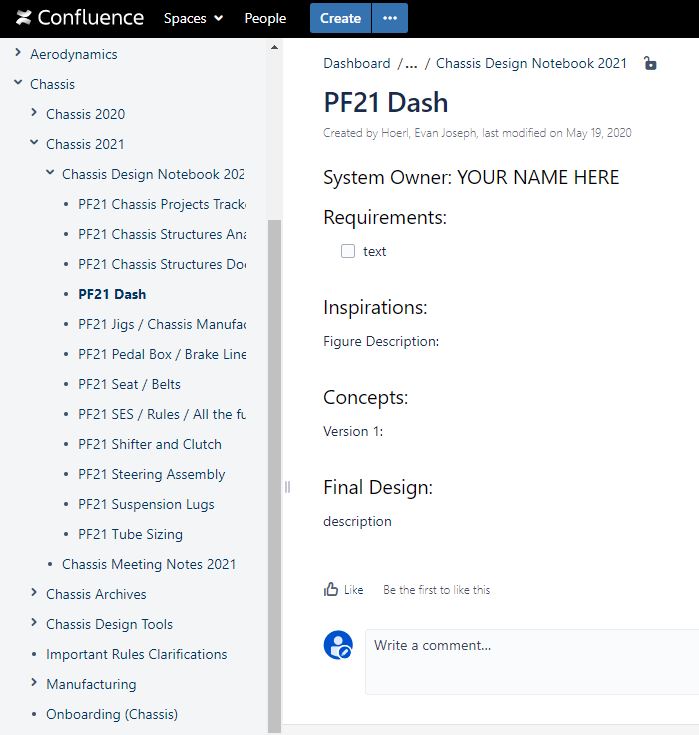 Confluence Spaces People Create ...
Aerodynamics
Chassis
Chassis 2020
Chassis 2021
Chassis Design Notebook 202
PF21 Chassis Projects Track
PF21 Chassis Structures Ana
PF21 Chassis Structures Do
PF21 Dash
PF21 Jigs / Chassis Manufac
PF21 Pedal Box / Brake Line
PF21 Seat / Belts
PF21 SES / Rules / All the fu
PF21 Shifter and Clutch
PF21 Steering Assembly
PF21 Suspension Lugs
PF21 Tube Sizing
Chassis Meeting Notes 2021
Chassis Archives
Chassis Design Tools
Important Rules Clarifications
Manufacturing
Onboarding (Chassis)
Dashboard /... / Chassis Design Notebook 2021
PF21 Dash
Created by Hoerl, Evan Joseph, last modified on May 19, 2020
System Owner: YOUR NAME HERE
Requirements:
text
Inspirations:
Figure Description:
Concepts:
Version 1:
Final Design:
description
Like Be the first to like this
Write a comment...